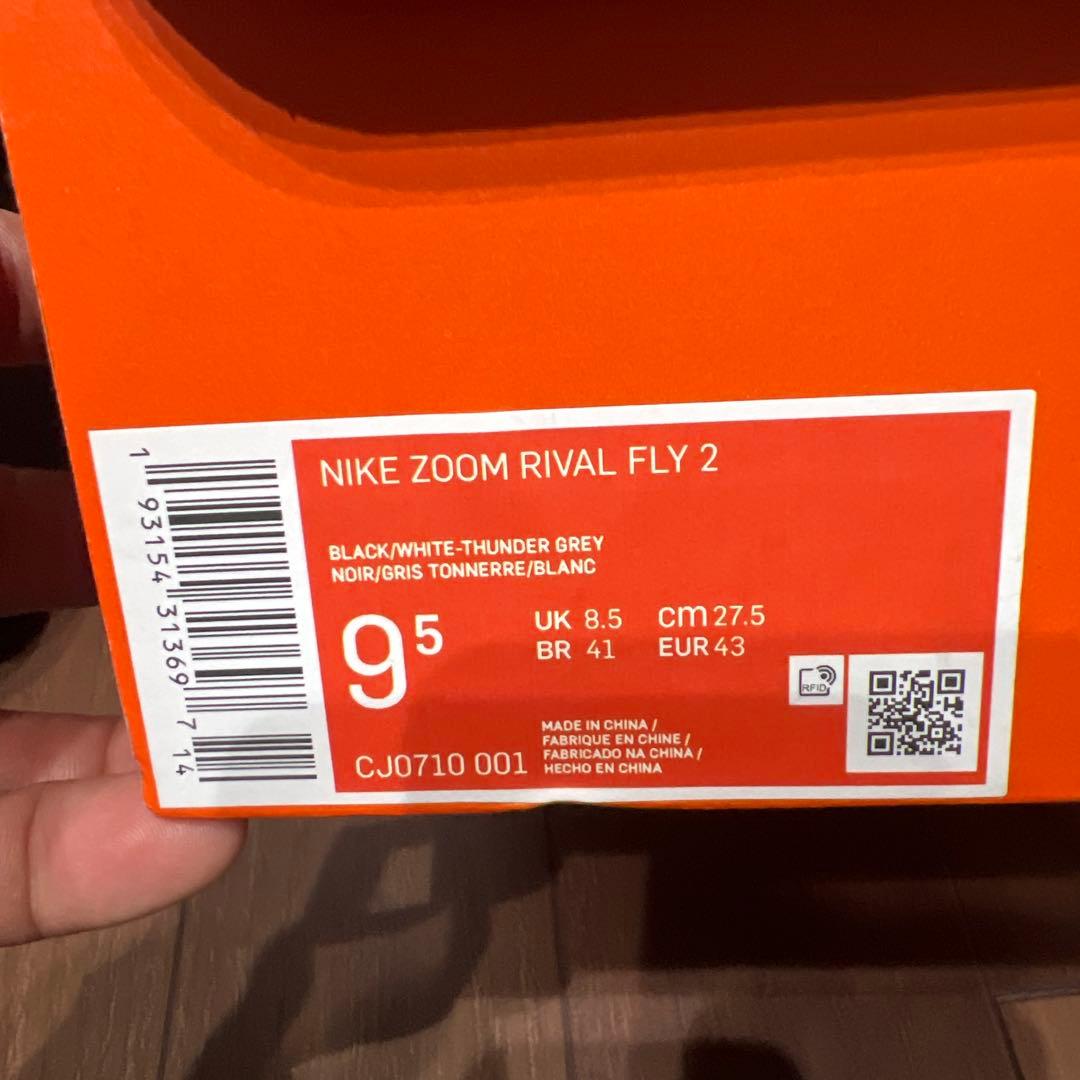 NIKE ZOOM RIVAL FLY 2
BLACK/WHITE-THUNDER GREY
NOIR/GRIS TONNERRE/BLANC
9⁵
UK 8.5 cm 27.5
BR 41 EUR 43
RFID
CJ0710 001
MADE IN CHINA /
FABRIQUE EN CHINE /
FABRICADO NA CHINA /
HECHO EN CHINA
1 93154 31369 7 14